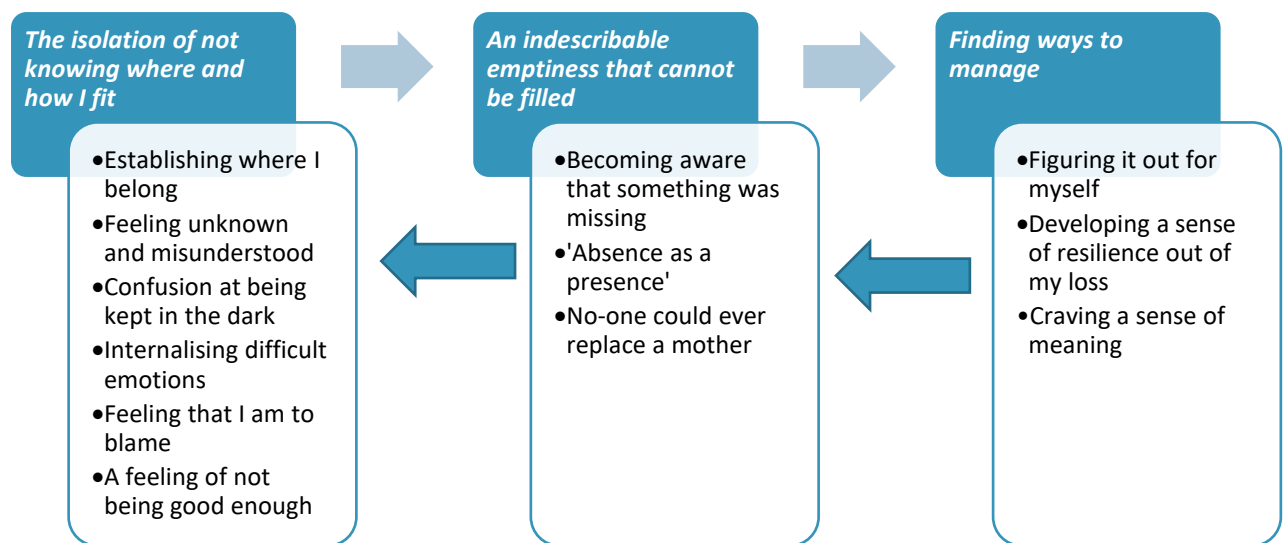 The isolation of not
knowing where and
how I fit
•Establishing where I
belong
•Feeling unknown
and misunderstood
•Confusion at being
kept in the dark
•Internalising difficult
emotions
•Feeling that I am to
blame
•A feeling of not
being good enough
An indescribable
emptiness that cannot
be filled
•Becoming aware
that something was
missing
•'Absence as a
presence'
•No-one could ever
replace a mother
Finding ways to
manage
•Figuring it out for
myself
•Developing a sense
of resilience out of
my loss
•Craving a sense of
meaning